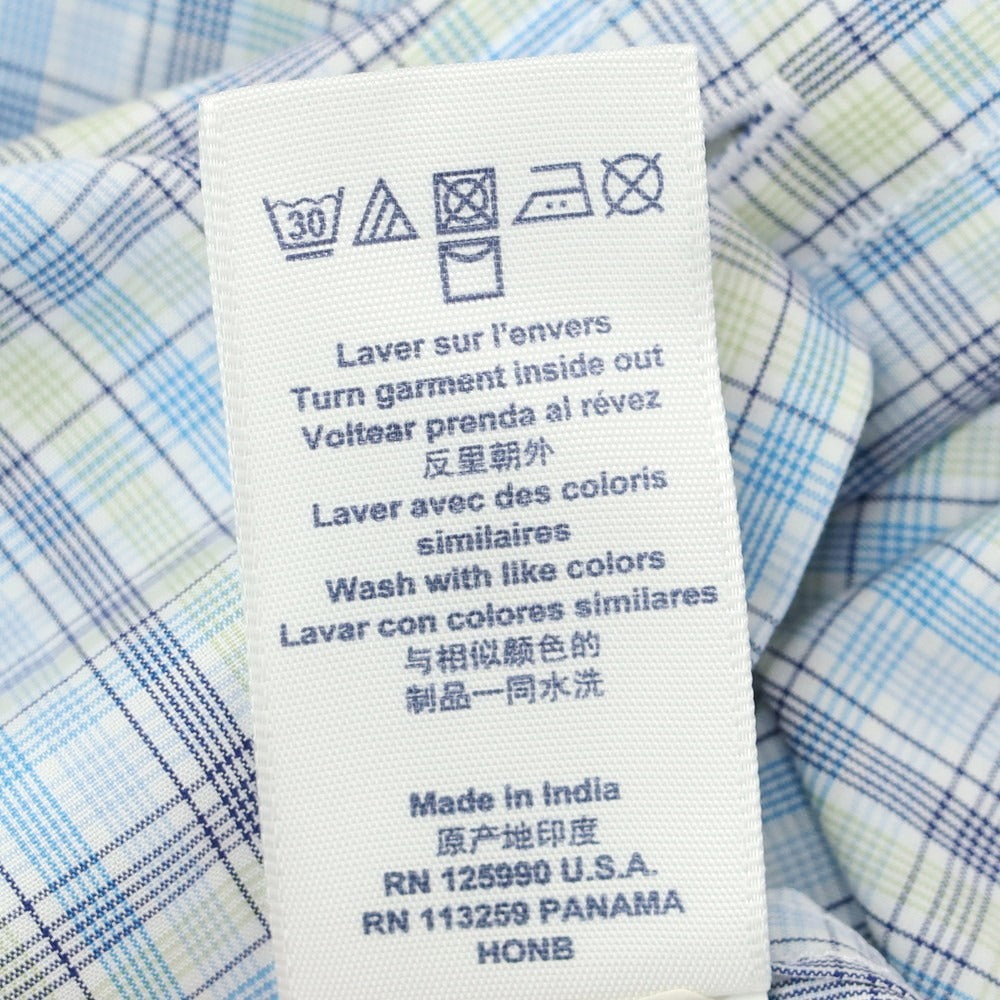 30
Laver sur l'envers
Turn garment inside out
Voltear prenda al révez
反里朝外
Laver avec des coloris
similaires
Wash with like colors
Lavar con colores similares
与相似颜色的
制品一同水洗
Made in India
原产地印度
RN 125990 U.S.A.
RN 113259 PANAMA
HONB